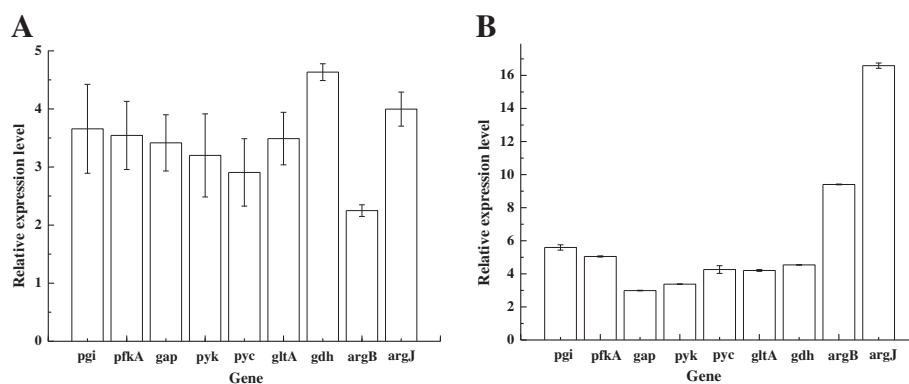 A
B
Relative expression level
5
4
3
2
1
0
pgi pfkA gap pyk pyc gltA gdh argB argJ
Gene
Relative expression level
16
14
12
10
8
6
4
2
0
pgi pfkA gap pyk pyc gltA gdh argB argJ
Gene